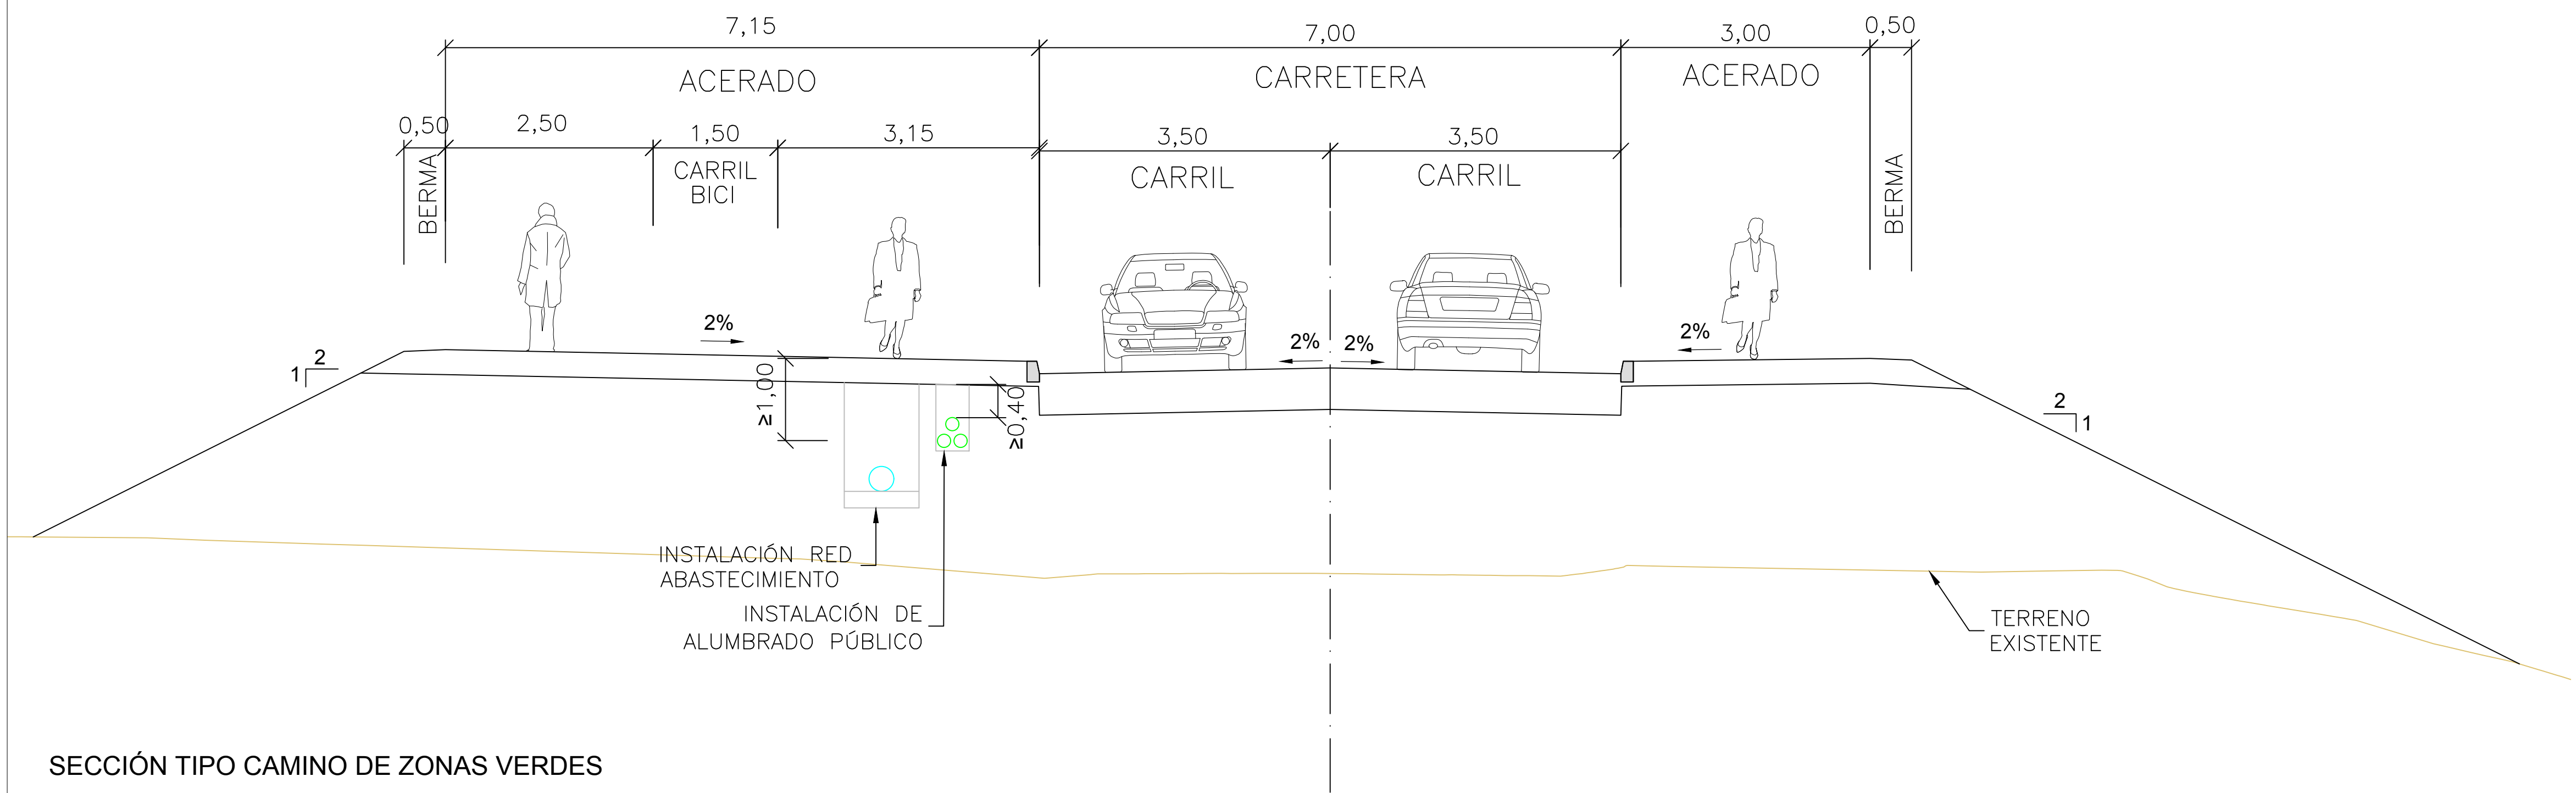 7,15
7,00
3,00
0,50
ACERADO
CARRETERA
ACERADO
0,50
2,50
1,50
3,15
3,50
3,50
BERMA
CARRIL
BICI
CARRIL
CARRIL
BERMA
2%
2%
2%
2%
2
1
≥1,00
≥0,40
2
1
INSTALACIÓN RED
ABASTECIMIENTO
INSTALACIÓN DE
ALUMBRADO PÚBLICO
TERRENO
EXISTENTE
SECCIÓN TIPO CAMINO DE ZONAS VERDES